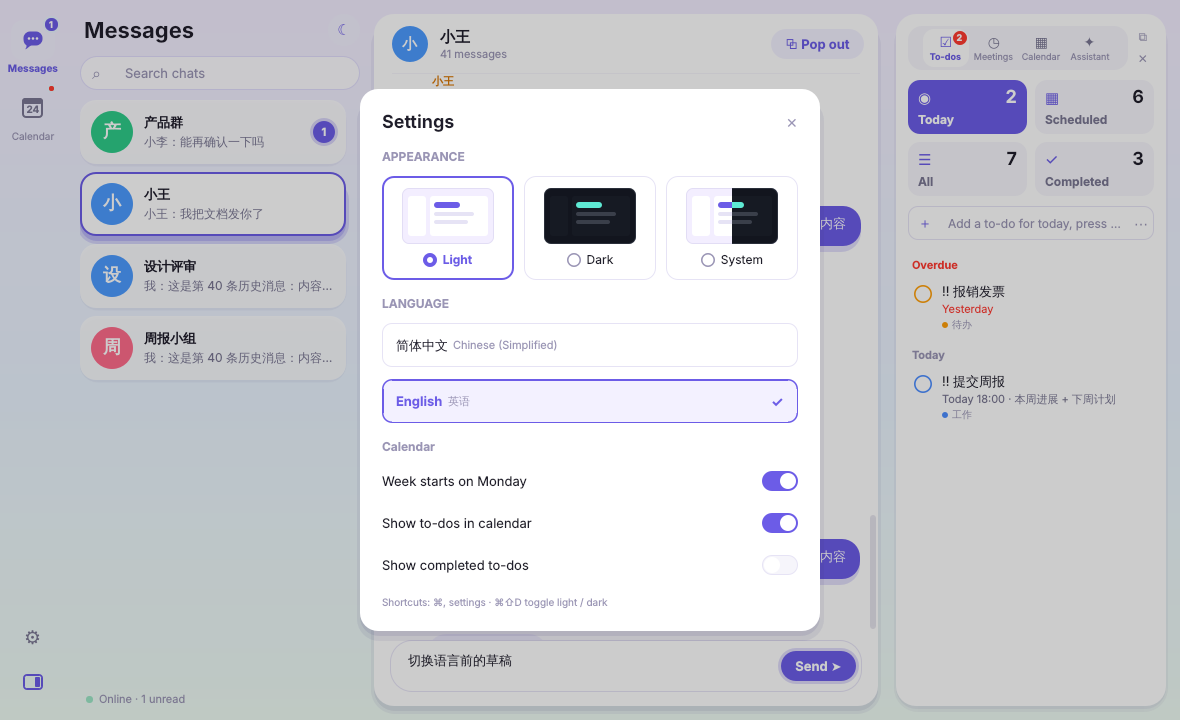 1
Messages
24
Calendar
Messages
Search chats
产
产品群
小李：能再确认一下吗
1
小
小王
小王：我把文档发你了
设
设计评审
我：这是第 40 条历史消息：内容…
周
周报小组
我：这是第 40 条历史消息：内容…
Online · 1 unread
小
小王
41 messages
Pop out
小王
内容
内容
切换语言前的草稿
Send
Settings
×
APPEARANCE
Light
Dark
System
LANGUAGE
简体中文 Chinese (Simplified)
English 英语
Calendar
Week starts on Monday
Show to-dos in calendar
Show completed to-dos
Shortcuts: ⌘, settings · ⌘⇧D toggle light / dark
2
To-dos
Meetings
Calendar
Assistant
×
2
Today
6
Scheduled
7
All
3
Completed
+ Add a to-do for today, press ... ···
Overdue
!! 报销发票
Yesterday
待办
Today
!! 提交周报
Today 18:00 · 本周进展 + 下周计划
工作